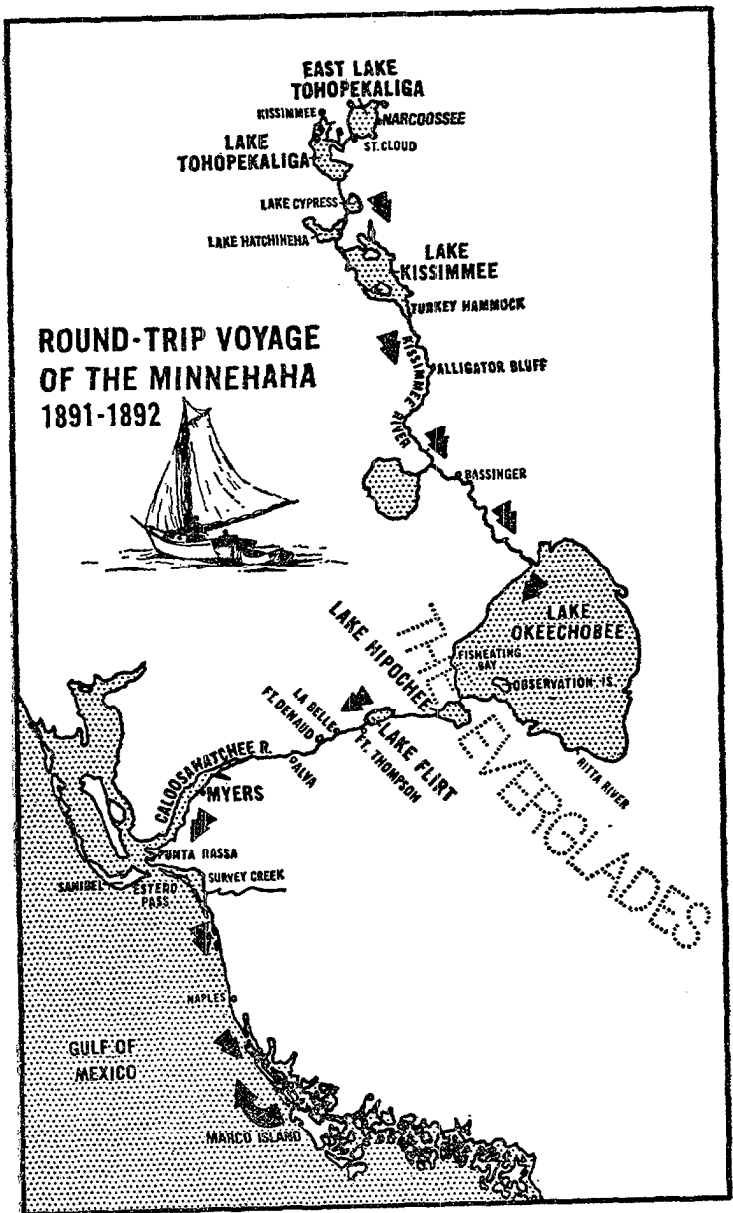 EAST LAKE
TOHOPEKALIGA
KISSIMMEE
NARCOOSSEE
ST. CLOUD
LAKE
TOHOPEKALIGA
LAKE CYPRESS
LAKE HATCHINEHA
LAKE
KISSIMMEE
TURKEY HAMMOCK
ROUND-TRIP VOYAGE
OF THE MINNEHAHA
1891-1892
KISSIMMEE RIVER
ALLIGATOR BLUFF
BASSINGER
LAKE
OKEECHOBEE
FISHEATING
BAY
OBSERVATION IS.
THE
EVERGLADES
LAKE HIPOCHEE
LA BELLE
FT. DENAUD
LAKE FLIRT
FT. THOMPSON
ALVA
RITTA RIVER
CALOOSAHATCHEE R.
MYERS
PUNTA RASSA
SANIBEL
ESTERO
PASS
SURVEY CREEK
NAPLES
GULF OF
MEXICO
MARCO ISLAND